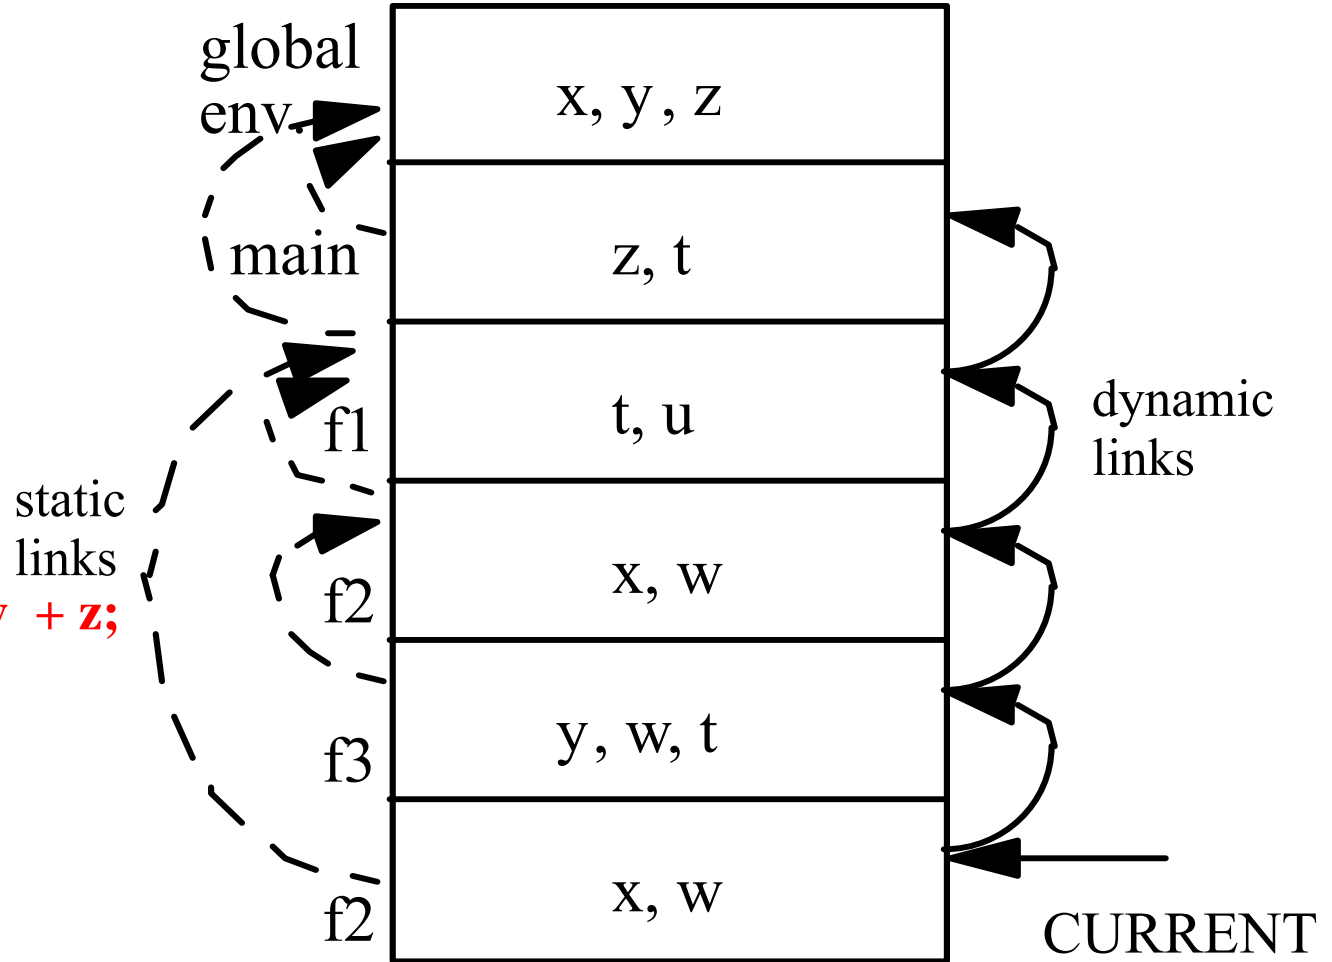 global
env.
x, y, z
main
z, t
f1
t, u
dynamic
links
static
links
+ z;
f2
x, w
f3
y, w, t
f2
x, w
CURRENT